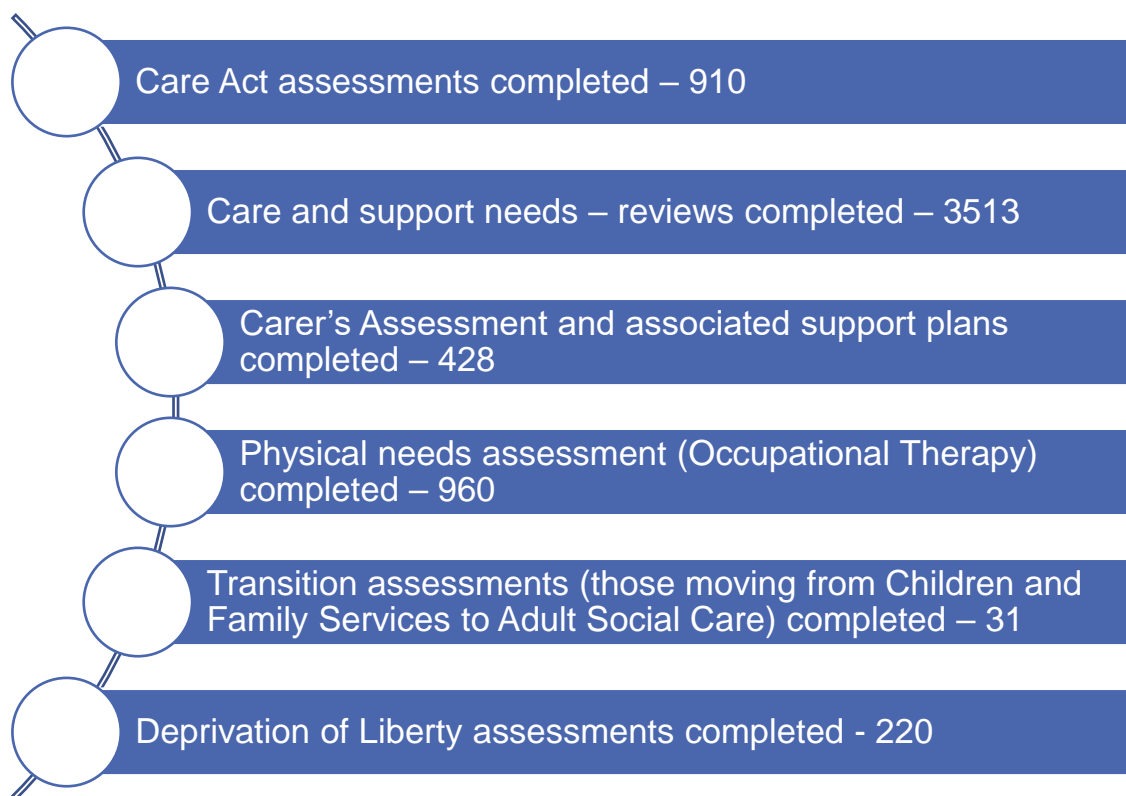 Care Act assessments completed – 910
Care and support needs – reviews completed – 3513
Carer’s Assessment and associated support plans
completed – 428
Physical needs assessment (Occupational Therapy)
completed – 960
Transition assessments (those moving from Children and
Family Services to Adult Social Care) completed – 31
Deprivation of Liberty assessments completed - 220